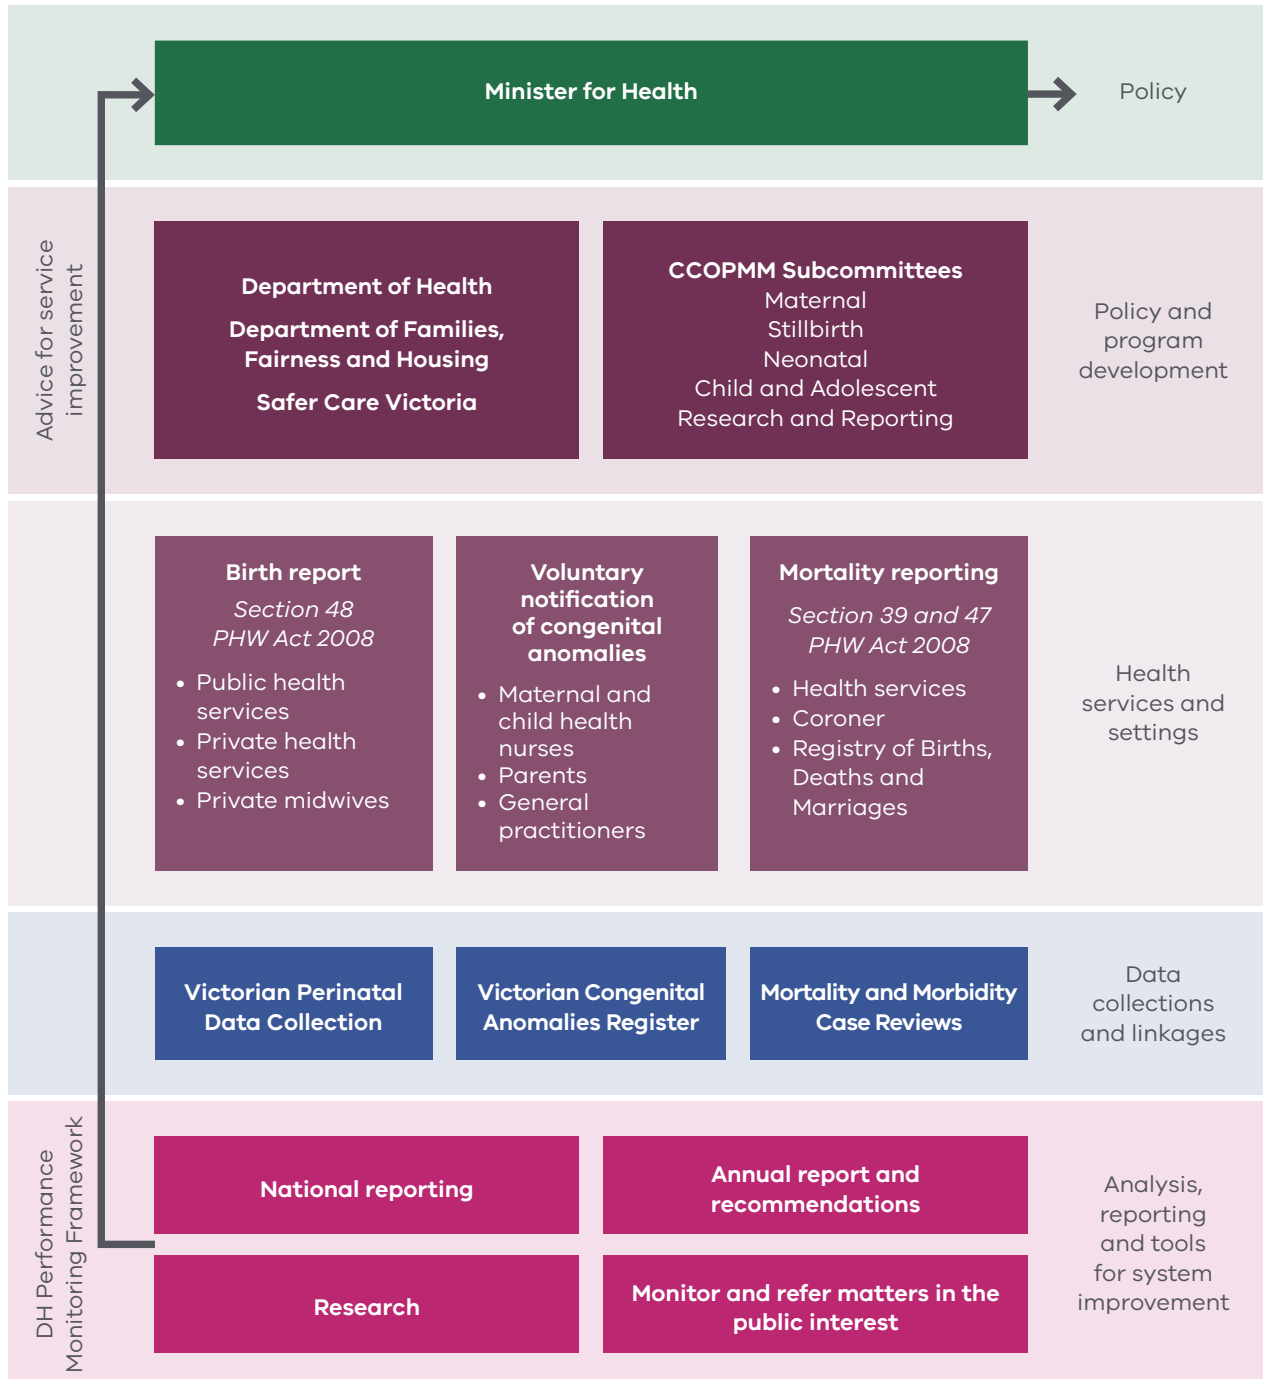 Minister for Health
Policy
Advice for service
improvement
Department of Health
Department of Families,
Fairness and Housing
Safer Care Victoria
CCOPMM Subcommittees
Maternal
Stillbirth
Neonatal
Child and Adolescent
Research and Reporting
Policy and
program
development
Birth report
Section 48
PHW Act 2008
• Public health
services
• Private health
services
• Private midwives
Voluntary
notification
of congenital
anomalies
• Maternal and
child health
nurses
• Parents
• General
practitioners
Mortality reporting
Section 39 and 47
PHW Act 2008
• Health services
• Coroner
• Registry of Births,
Deaths and
Marriages
Health
services and
settings
Victorian Perinatal
Data Collection
Victorian Congenital
Anomalies Register
Mortality and Morbidity
Case Reviews
Data
collections
and linkages
DH Performance
Monitoring Framework
National reporting
Annual report and
recommendations
Research
Monitor and refer matters in the
public interest
Analysis,
reporting
and tools
for system
improvement